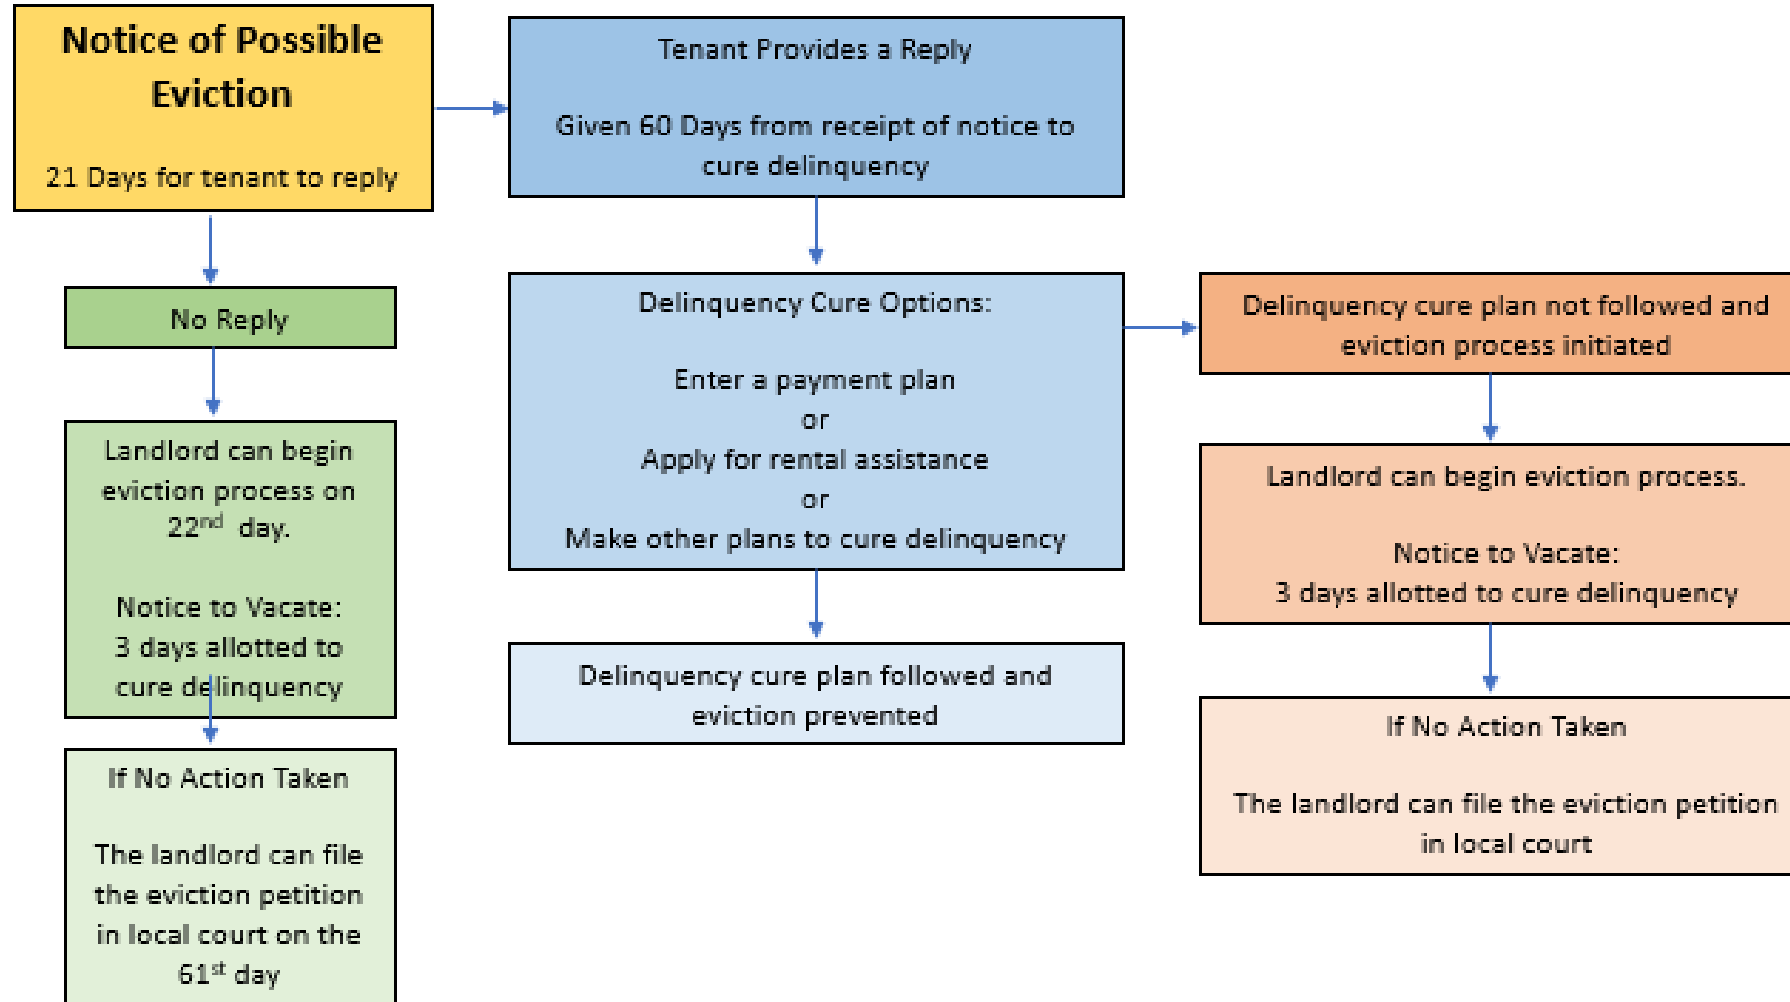 Notice of Possible
Eviction
21 Days for tenant to reply
Tenant Provides a Reply
Given 60 Days from receipt of notice to
cure delinquency
No Reply
Landlord can begin
eviction process on
22nd day.
Notice to Vacate:
3 days allotted to
cure delinquency
If No Action Taken
The landlord can file
the eviction petition
in local court on the
61st day
Delinquency Cure Options:
Enter a payment plan
or
Apply for rental assistance
or
Make other plans to cure delinquency
Delinquency cure plan followed and
eviction prevented
Delinquency cure plan not followed and
eviction process initiated
Landlord can begin eviction process.
Notice to Vacate:
3 days allotted to cure delinquency
If No Action Taken
The landlord can file the eviction petition
in local court